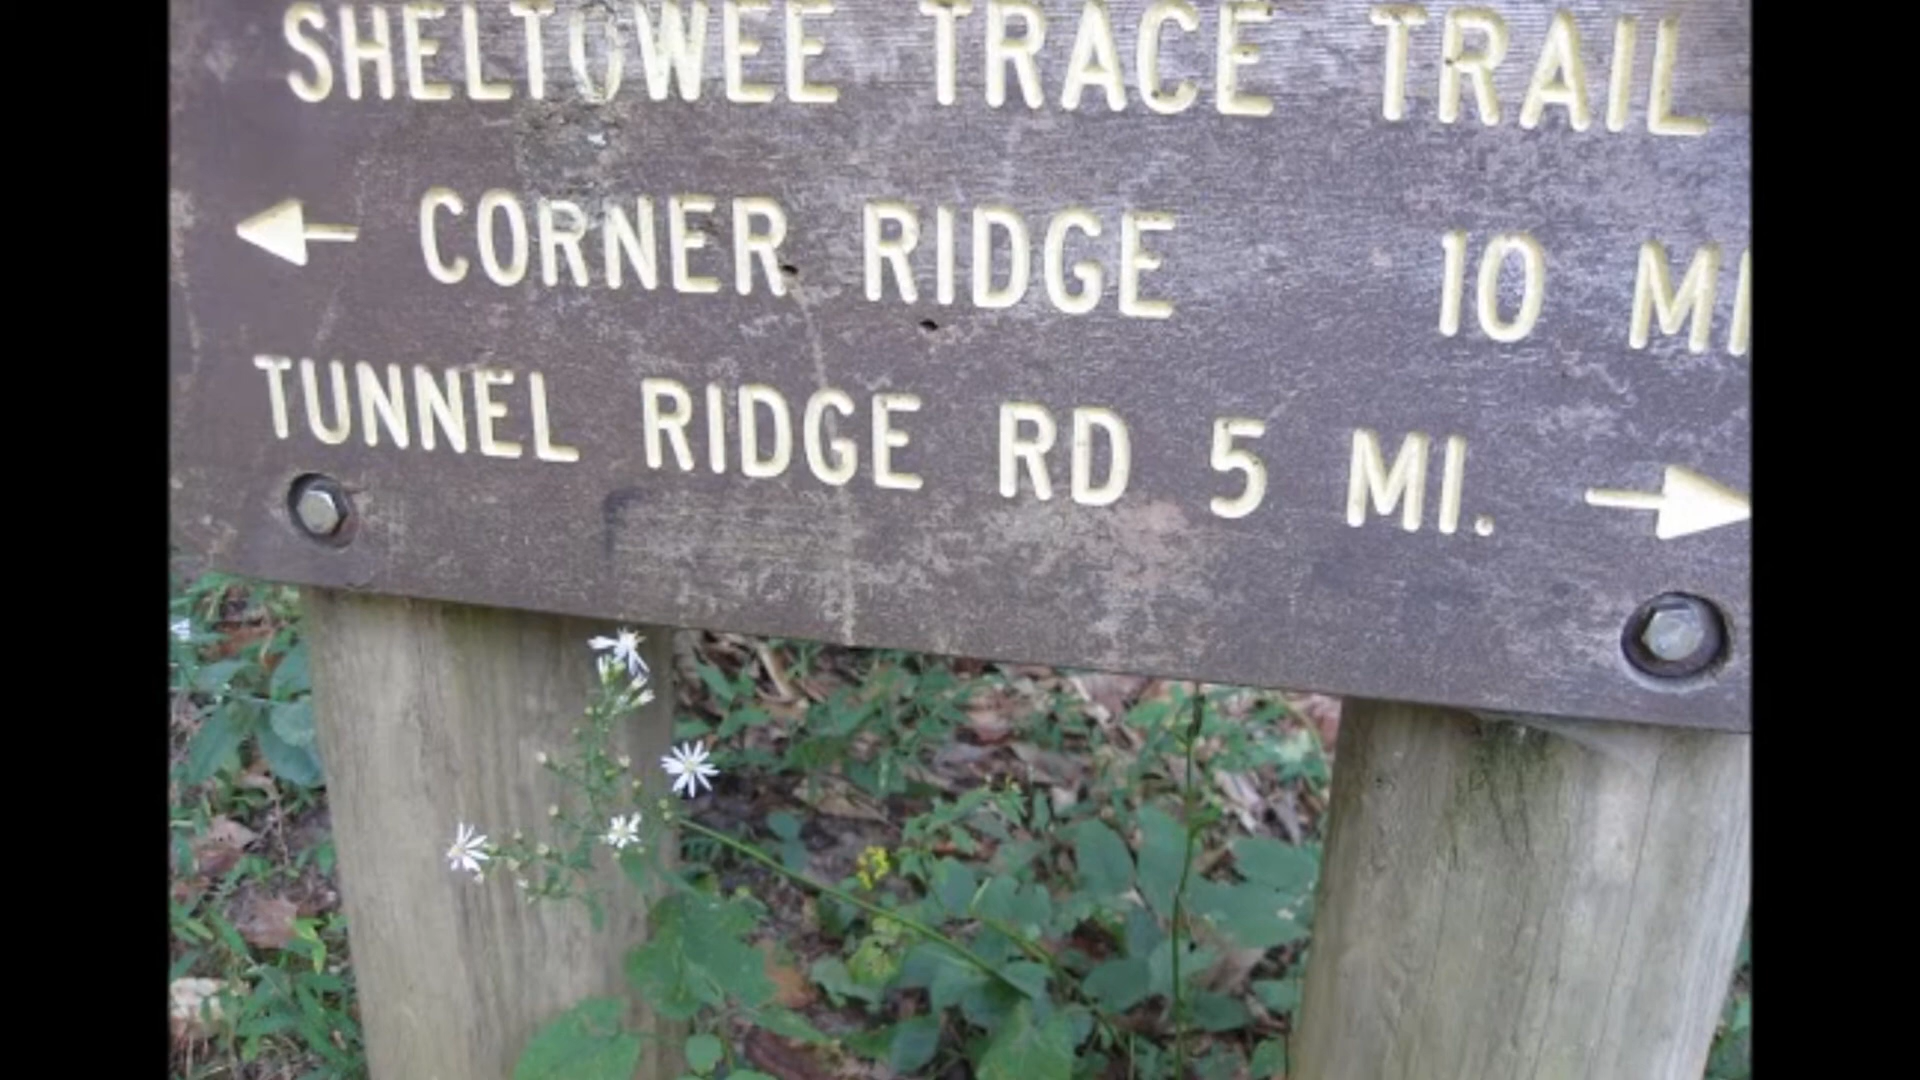 SHELTOWEE TRACE TRAIL
← CORNER RIDGE 10 MI
TUNNEL RIDGE RD 5 MI. →